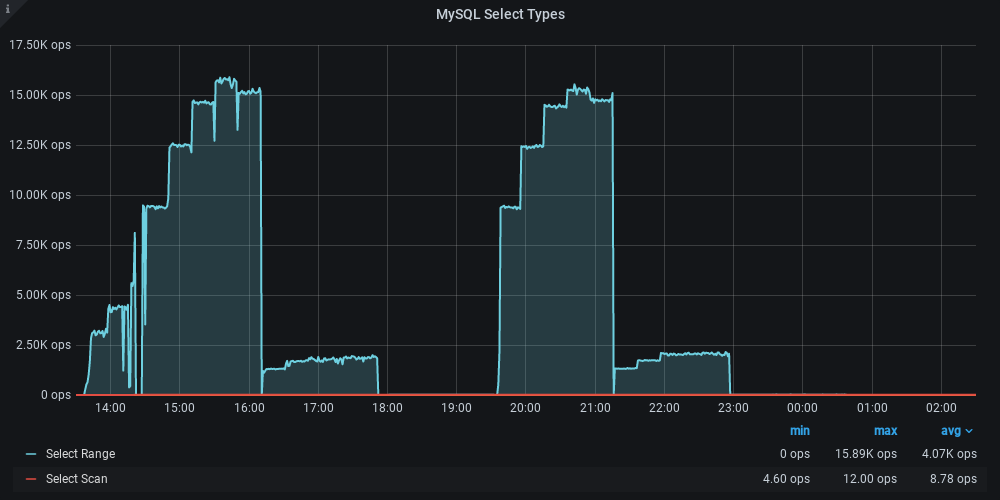 i
MySQL Select Types
17.50K ops
15.00K ops
12.50K ops
10.00K ops
7.50K ops
5.00K ops
2.50K ops
0 ops
14:00 15:00 16:00 17:00 18:00 19:00 20:00 21:00 22:00 23:00 00:00 01:00 02:00
min max avg
Select Range 0 ops 15.89K ops 4.07K ops
Select Scan 4.60 ops 12.00 ops 8.78 ops